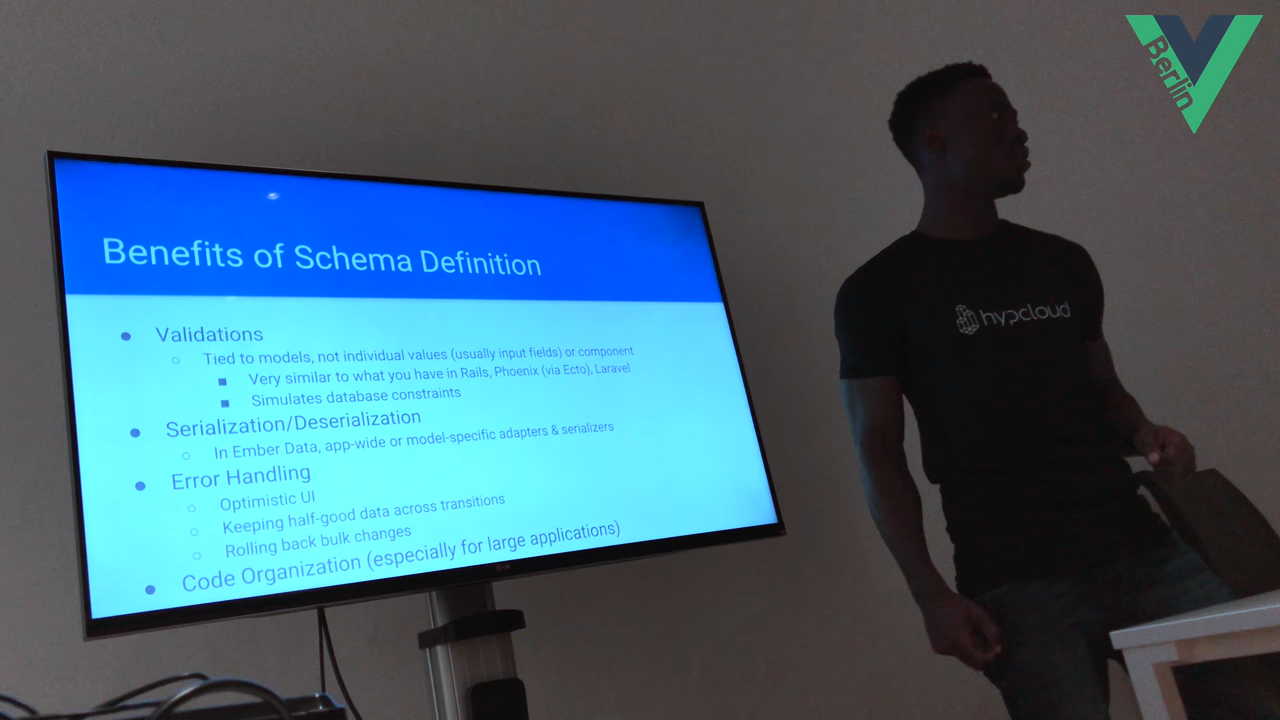 Berlin
Benefits of Schema Definition
● Validations
○ Tied to models, not individual values (usually input fields) or component
■ Very similar to what you have in Rails, Phoenix (via Ecto), Laravel
■ Simulates database constraints
● Serialization/Deserialization
○ In Ember Data, app-wide or model-specific adapters & serializers
● Error Handling
○ Optimistic UI
○ Keeping half-good data across transitions
○ Rolling back bulk changes
● Code Organization (especially for large applications)
LG
hypcloud